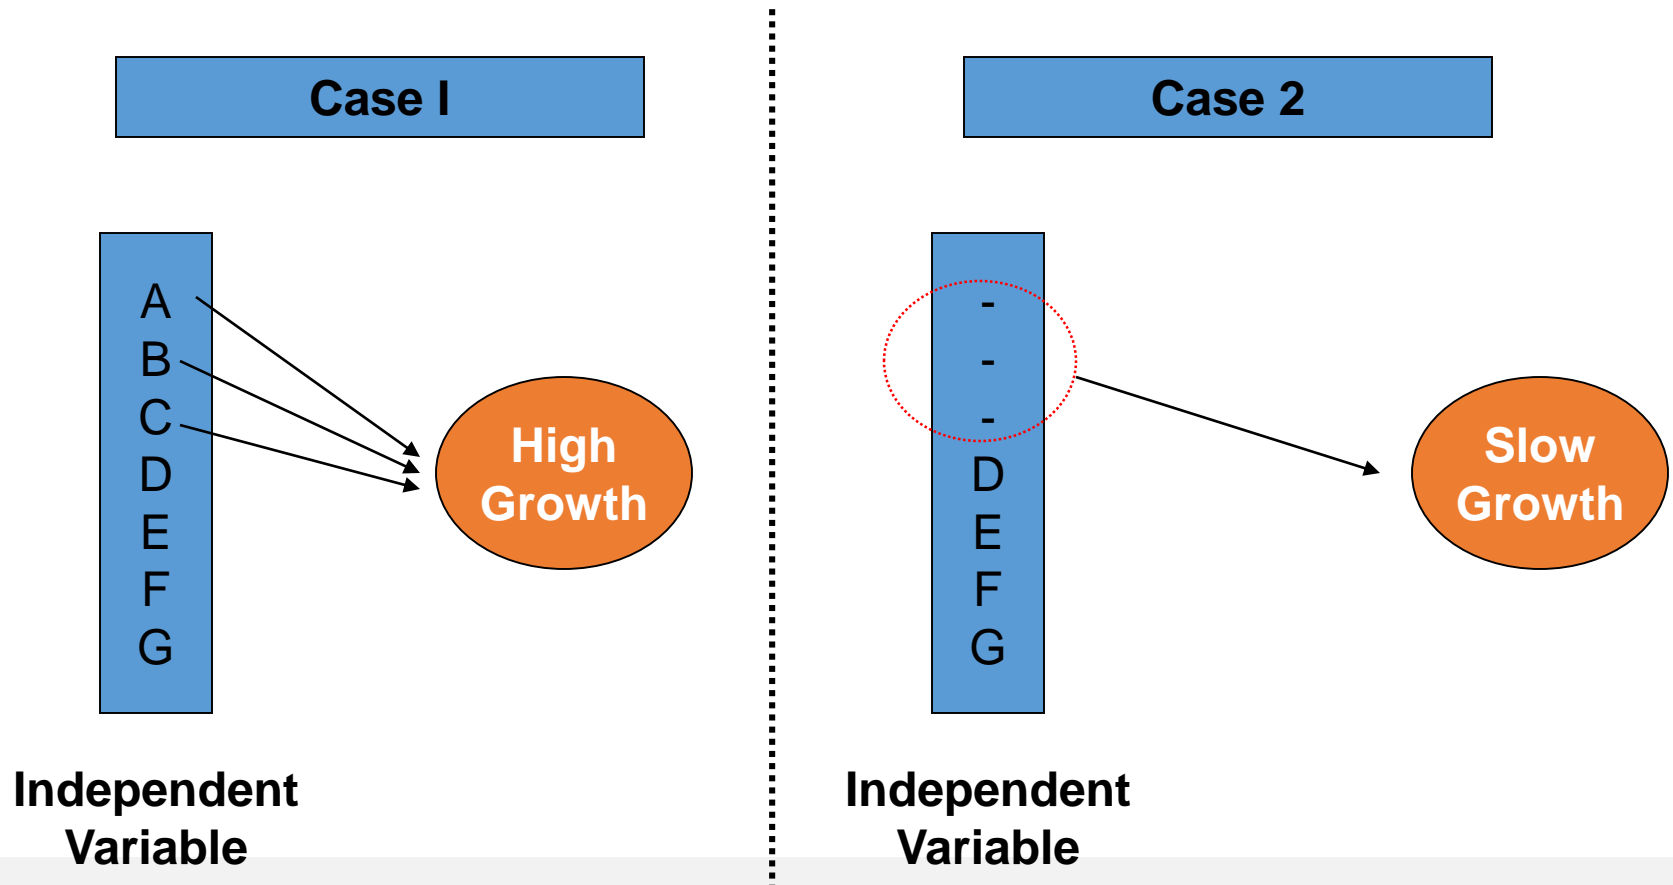 Case I
A
B
C
D
E
F
G
High
Growth
Independent
Variable
Case 2
-
-
-
D
E
F
G
Slow
Growth
Independent
Variable